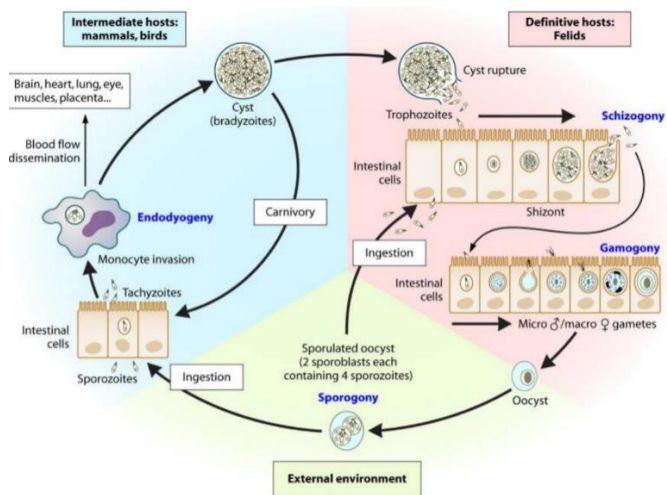 Intermediate hosts:
mammals, birds
Definitive hosts:
Felids
Brain, heart, lung, eye,
muscles, placenta...
Blood flow
dissemination
Cyst
(bradyzoites)
Cyst rupture
Trophozoites
Schizogony
Intestinal
cells
Shizont
Endodyogeny
Carnivory
Monocyte invasion
Ingestion
Gamogony
Tachyzoites
Intestinal
cells
Micro ♂/macro ♀ gametes
Intestinal
cells
Sporozoites
Ingestion
Sporulated oocyst
(2 sporoblasts each
containing 4 sporozoites)
Sporogony
Oocyst
External environment